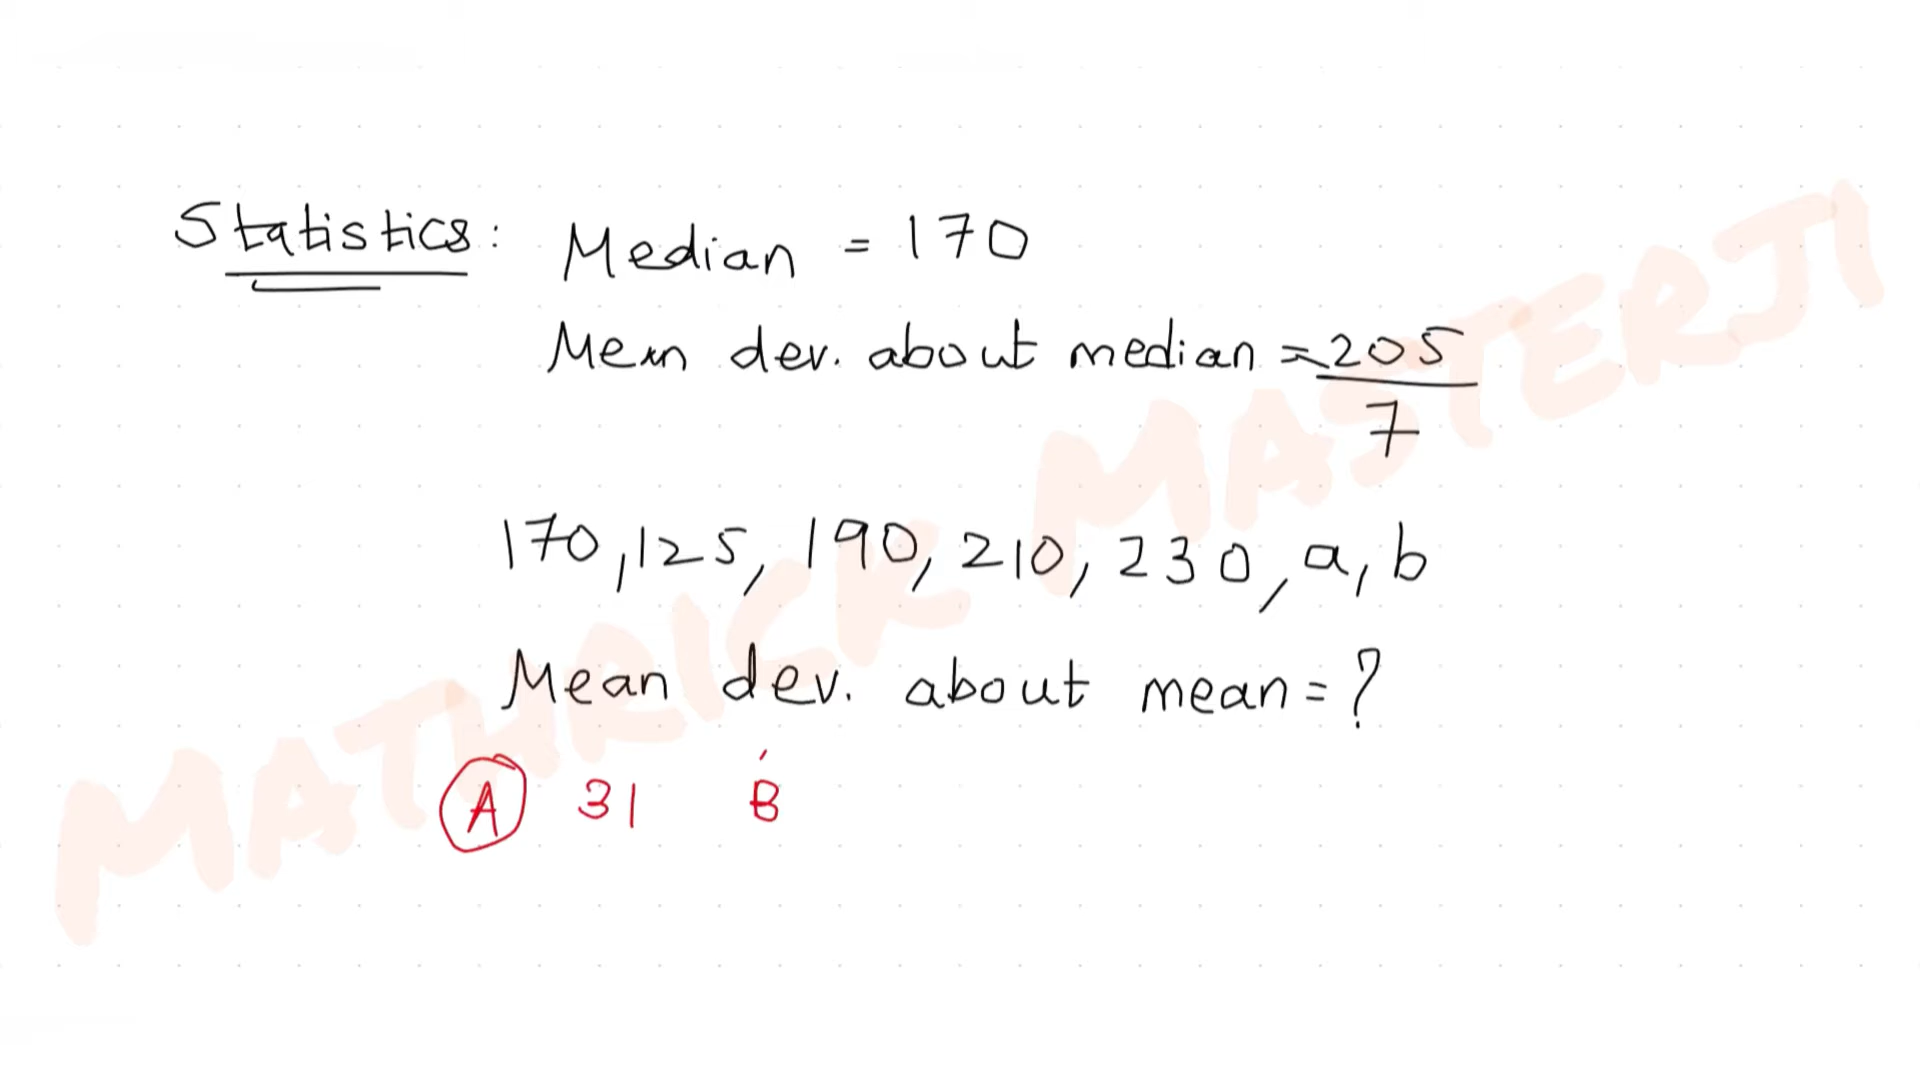 Statistics: Median = 170
Mean dev. about median = 205/7
170, 125, 190, 210, 230, a, b
Mean dev. about mean = ?
A 31 B
MATHRICK MASTERJI